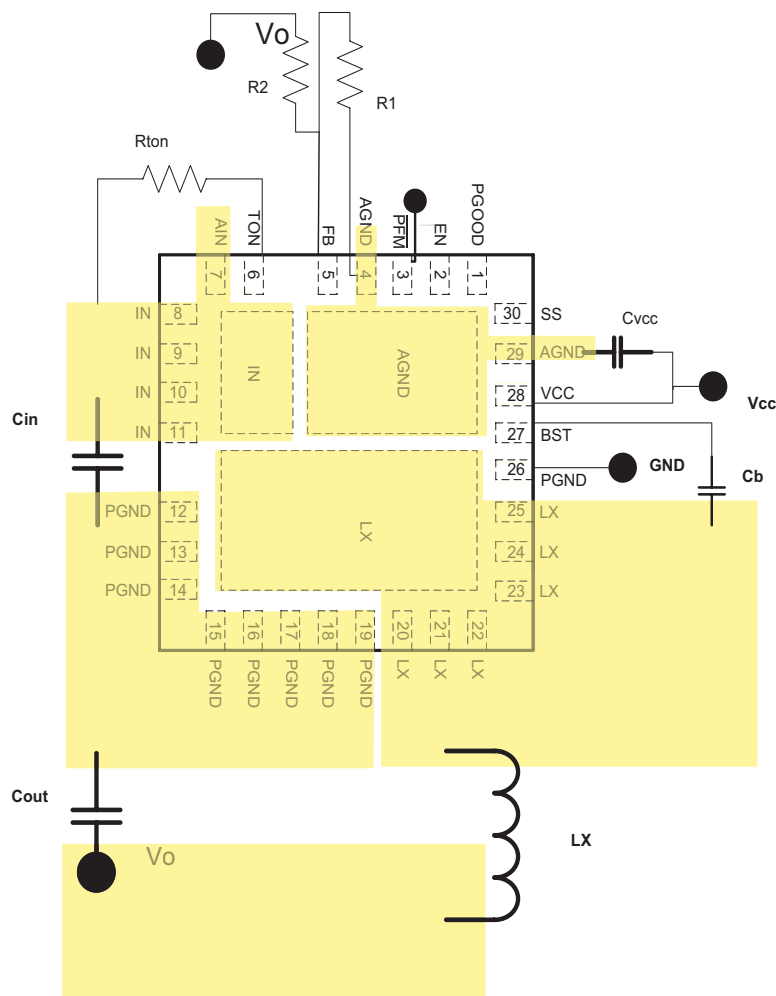 Vo
R2
R1
Rton
AIN
TON
FB
AGND
PFM
EN
PGOOD
7
6
5
4
3
2
1
IN 8
IN 9
IN 10
IN 11
30 SS
29 AGND
28 VCC
27 BST
26 PGND
25 LX
24 LX
23 LX
Cvcc
Vcc
GND
Cb
IN
AGND
LX
Cin
PGND 12
PGND 13
PGND 14
15
16
17
18
19
20
21
22
PGND
PGND
PGND
PGND
PGND
LX
LX
LX
Cout
Vo
LX